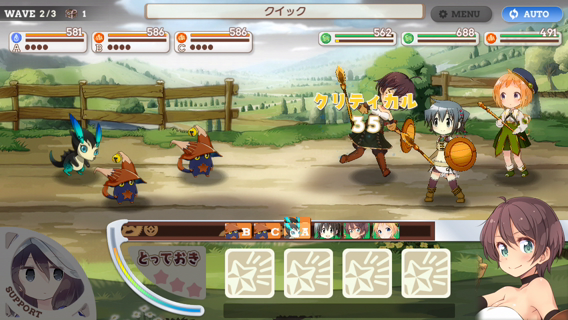 WAVE 2/3 1
クイック
MENU
AUTO
581
586
586
562
688
491
A
B
C
クリティカル
35
B C A
とっておき
SUPPORT